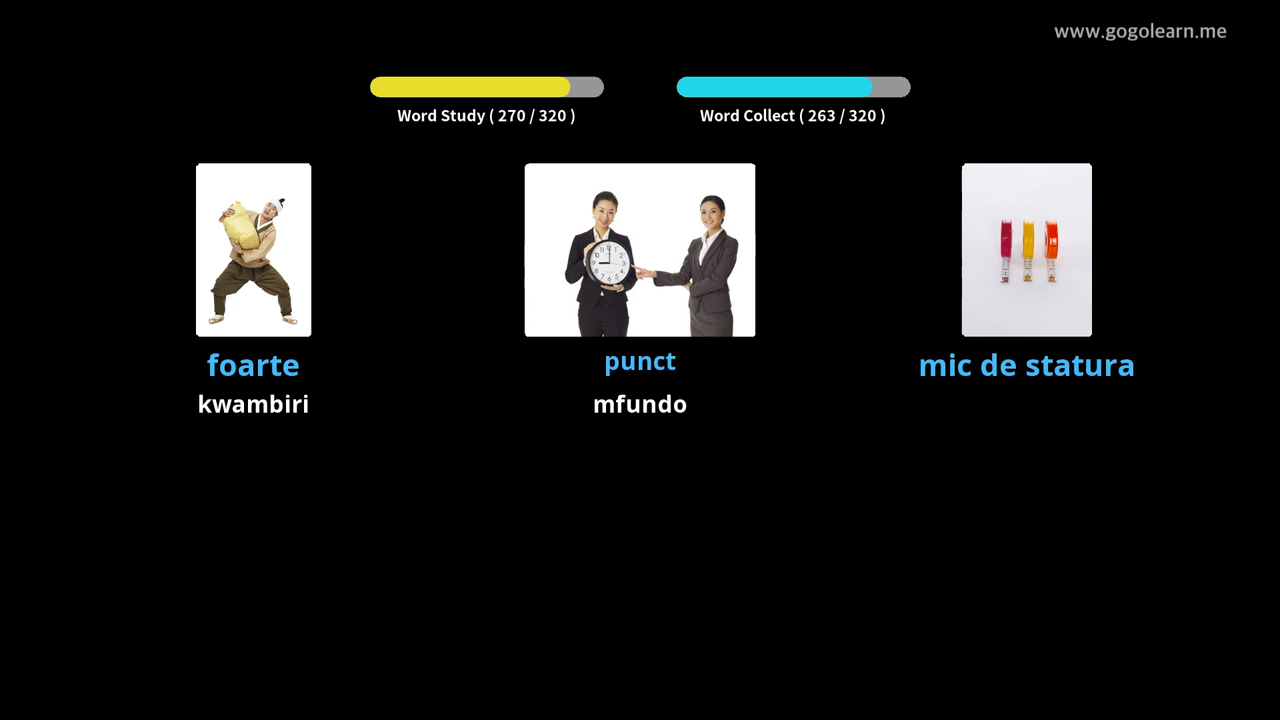 www.gogolearn.me
Word Study ( 270 / 320 )
Word Collect ( 263 / 320 )
foarte
kwambiri
punct
mfundo
mic de statura